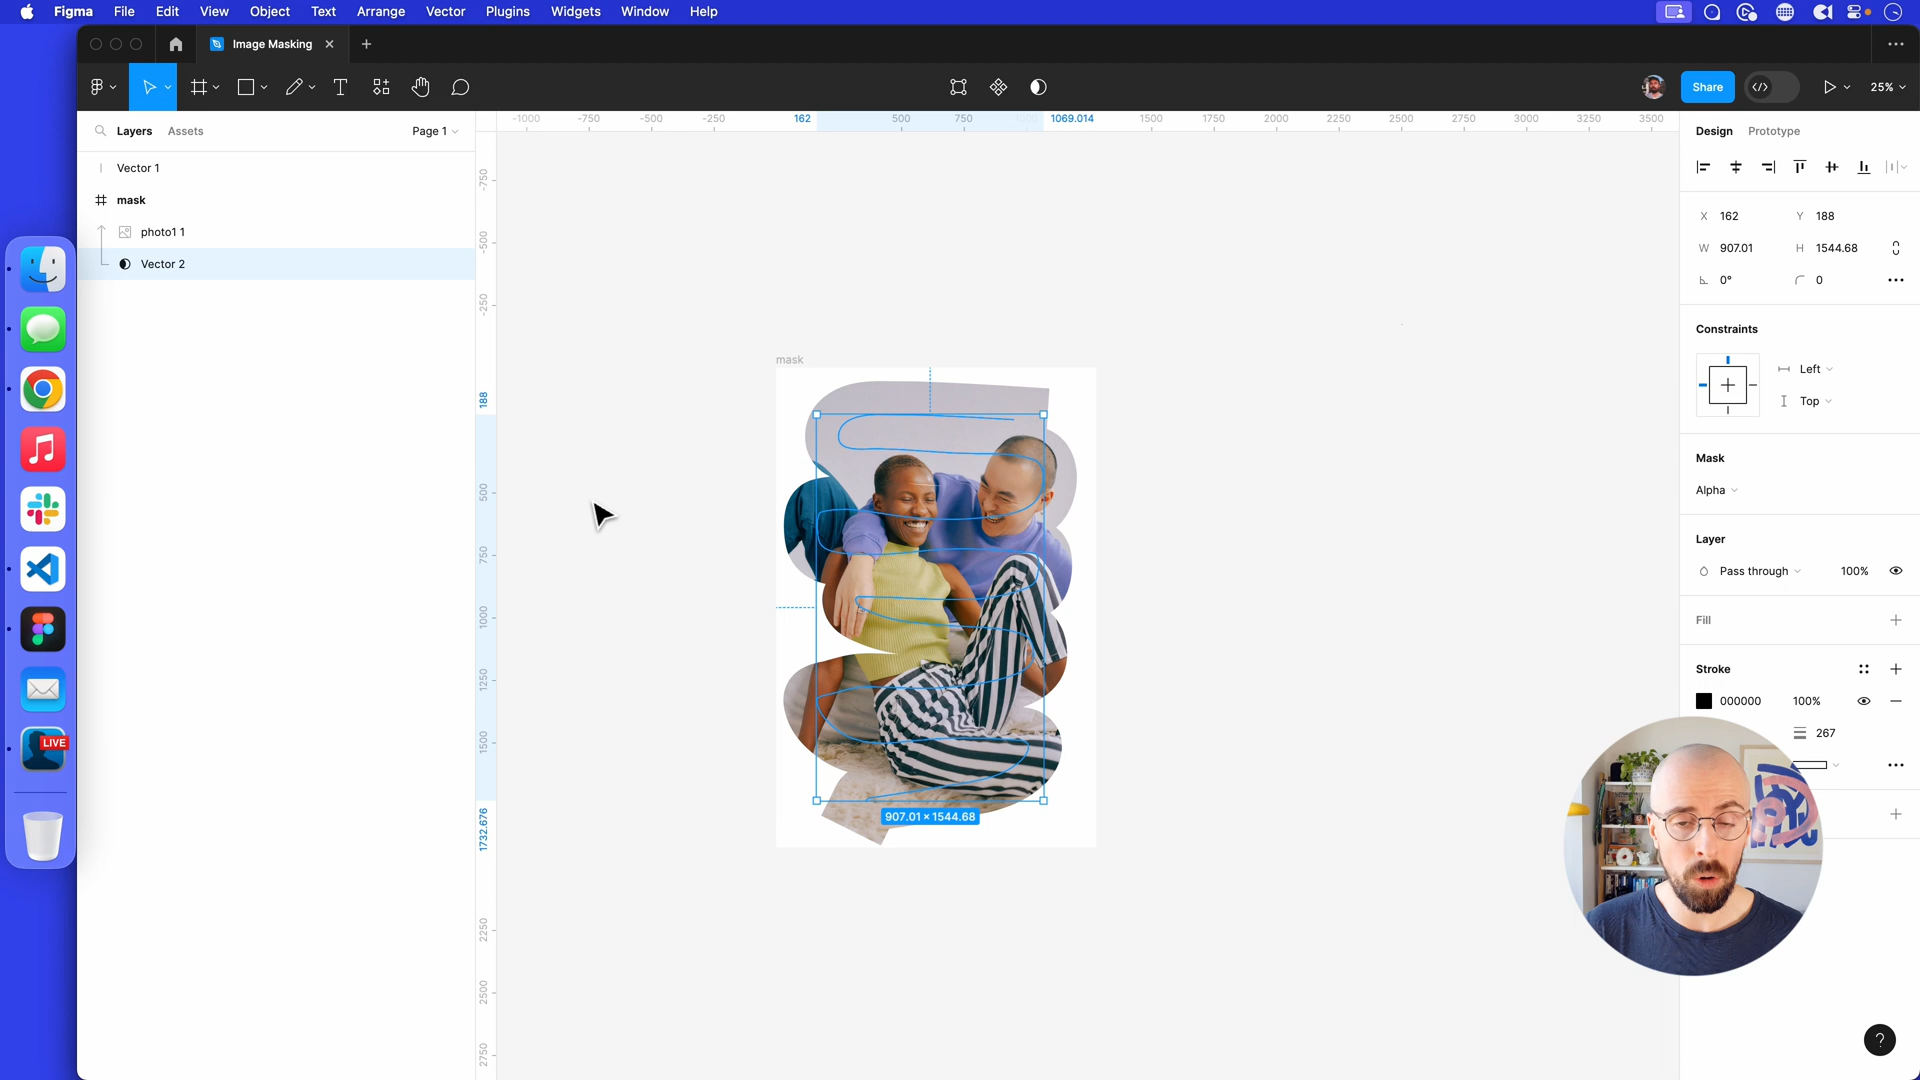 Figma File Edit View Object Text Arrange Vector Plugins Widgets Window Help
Image Masking
Share
25%
Layers Assets Page 1
-1000 -750 -500 -250 162 500 750 1000 1069.014 1500 1750 2000 2250 2500 2750 3000 3250 3500
Design Prototype
Vector 1
mask
photo1 1
Vector 2
-750
-500
-250
188
500
750
1000
1250
1500
1732.676
2250
2500
2750
mask
907.01 × 1544.68
X 162 Y 188
W 907.01 H 1544.68
0° 0
Constraints
Left
Top
Mask
Alpha
Layer
Pass through 100%
Fill
Stroke
000000 100%
267
LIVE
?